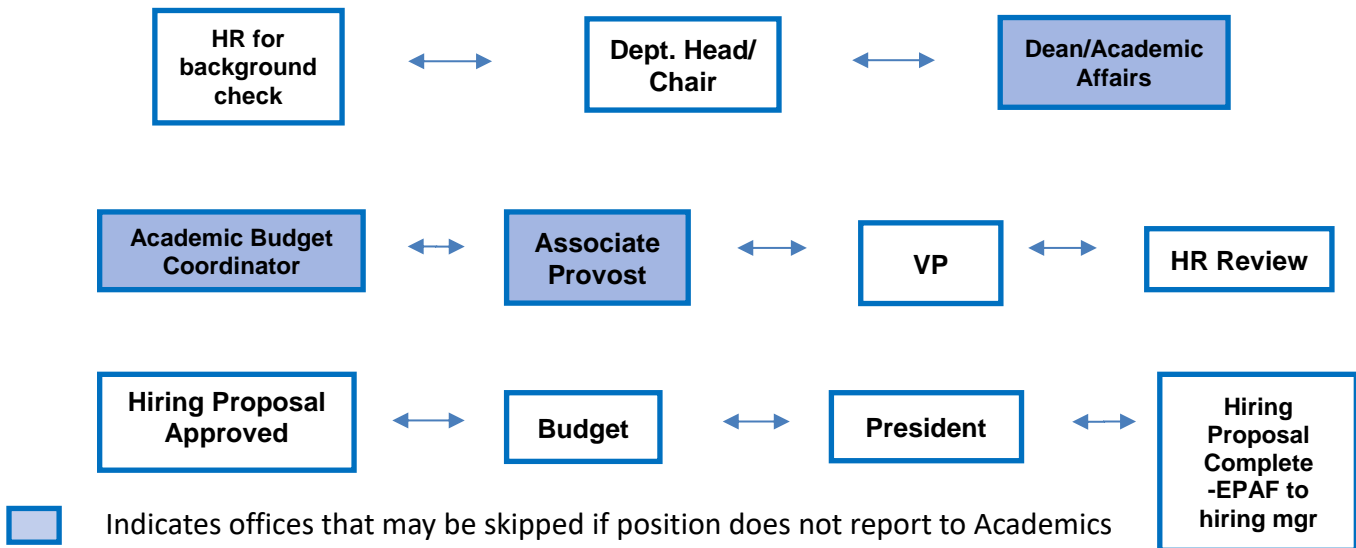 HR for
background
check
Dept. Head/
Chair
Dean/Academic
Affairs
Academic Budget
Coordinator
Associate
Provost
VP
HR Review
Hiring Proposal
Approved
Budget
President
Hiring
Proposal
Complete
-EPAF to
hiring mgr
Indicates offices that may be skipped if position does not report to Academics